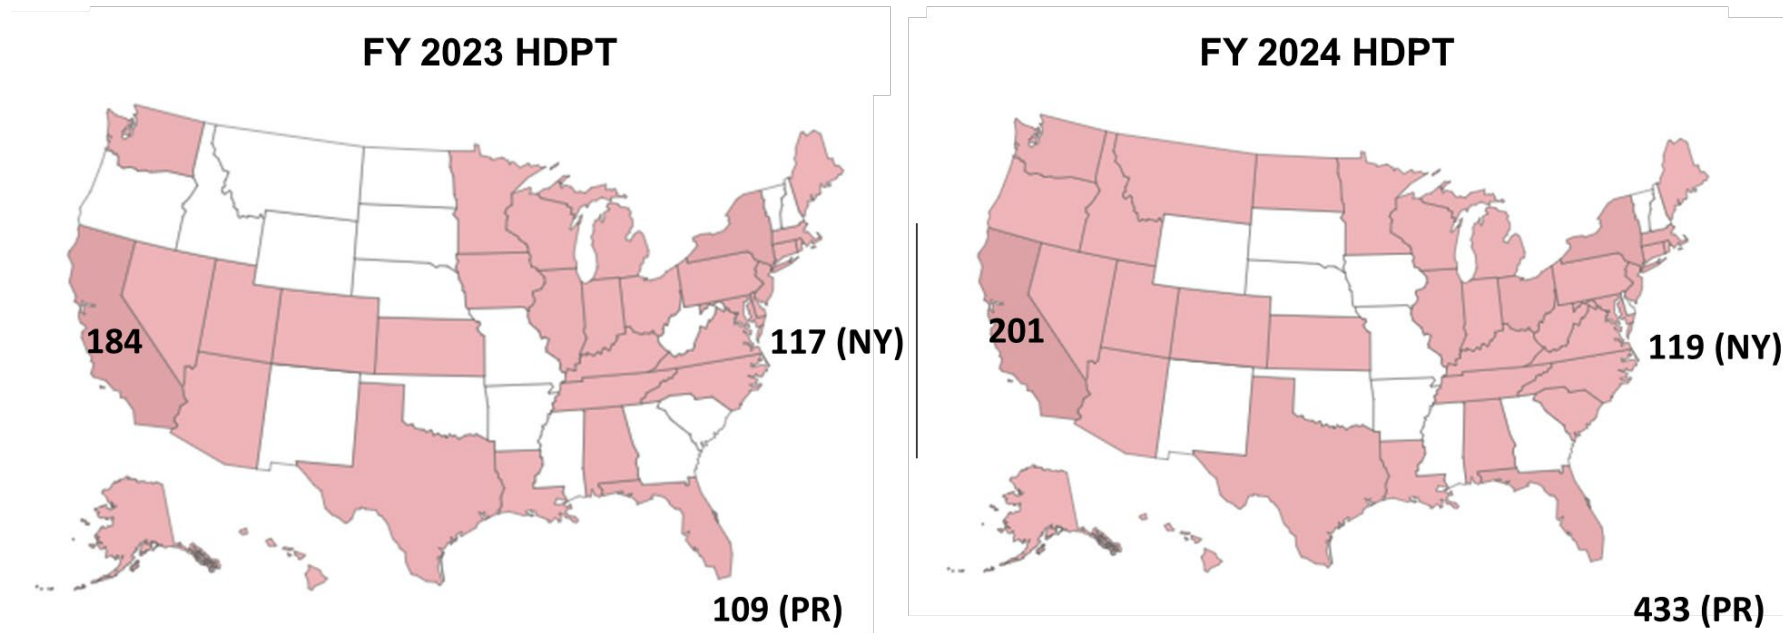 FY 2023 HDPT
184
117 (NY)
109 (PR)
FY 2024 HDPT
201
119 (NY)
433 (PR)